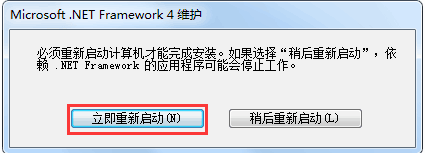 Microsoft .NET Framework 4 维护
必须重新启动计算机才能完成安装。如果选择“稍后重新启动”，依
赖 .NET Framework 的应用程序可能会停止工作。
立即重新启动(N)
稍后重新启动(L)